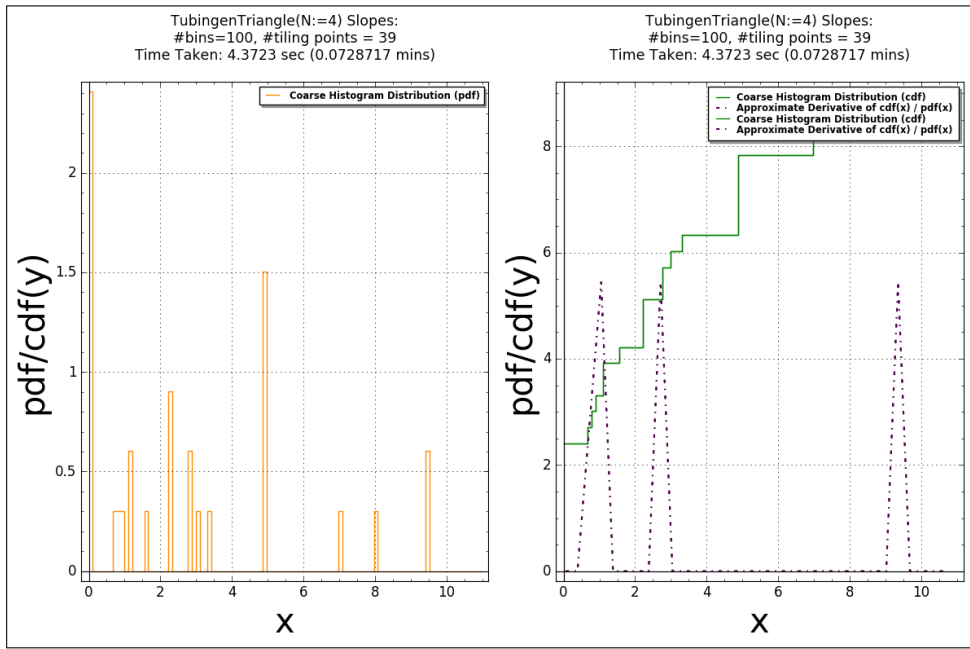 TubingenTriangle(N:=4) Slopes:
#bins=100, #tiling points = 39
Time Taken: 4.3723 sec (0.0728717 mins)
Coarse Histogram Distribution (pdf)
pdf/cdf(y)
2
1.5
1
0.5
0
0 2 4 6 8 10
x
TubingenTriangle(N:=4) Slopes:
#bins=100, #tiling points = 39
Time Taken: 4.3723 sec (0.0728717 mins)
Coarse Histogram Distribution (cdf)
Approximate Derivative of cdf(x) / pdf(x)
Coarse Histogram Distribution (cdf)
Approximate Derivative of cdf(x) / pdf(x)
pdf/cdf(y)
8
6
4
2
0
0 2 4 6 8 10
x